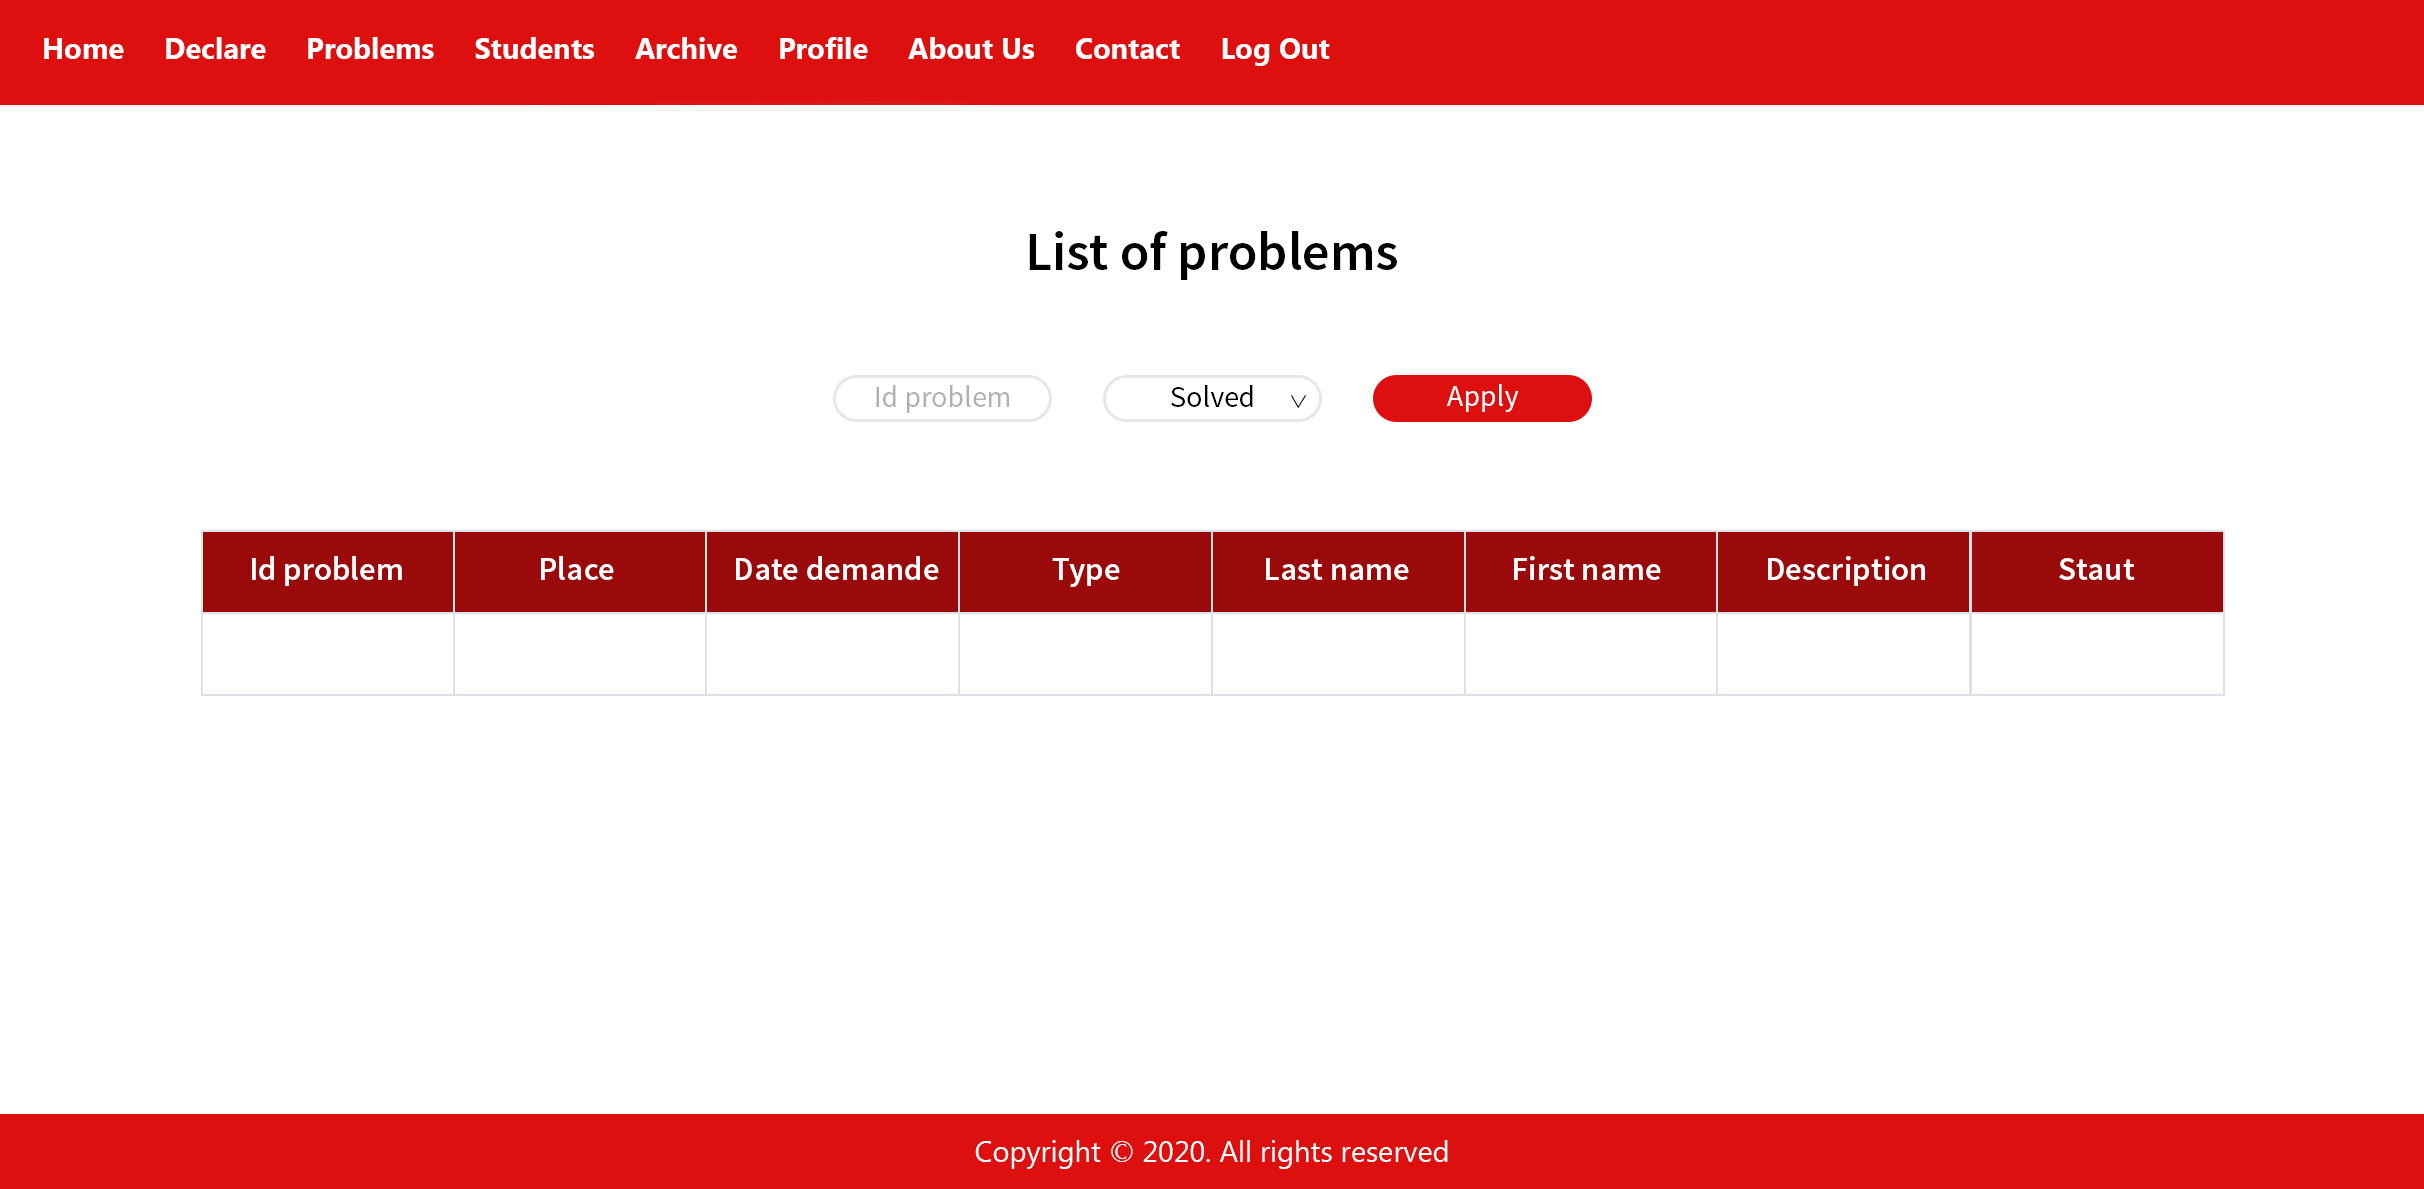 Home Declare Problems Students Archive Profile About Us Contact Log Out
List of problems
Id problem Solved Apply
Id problem Place Date demande Type Last name First name Description Staut
Copyright © 2020. All rights reserved